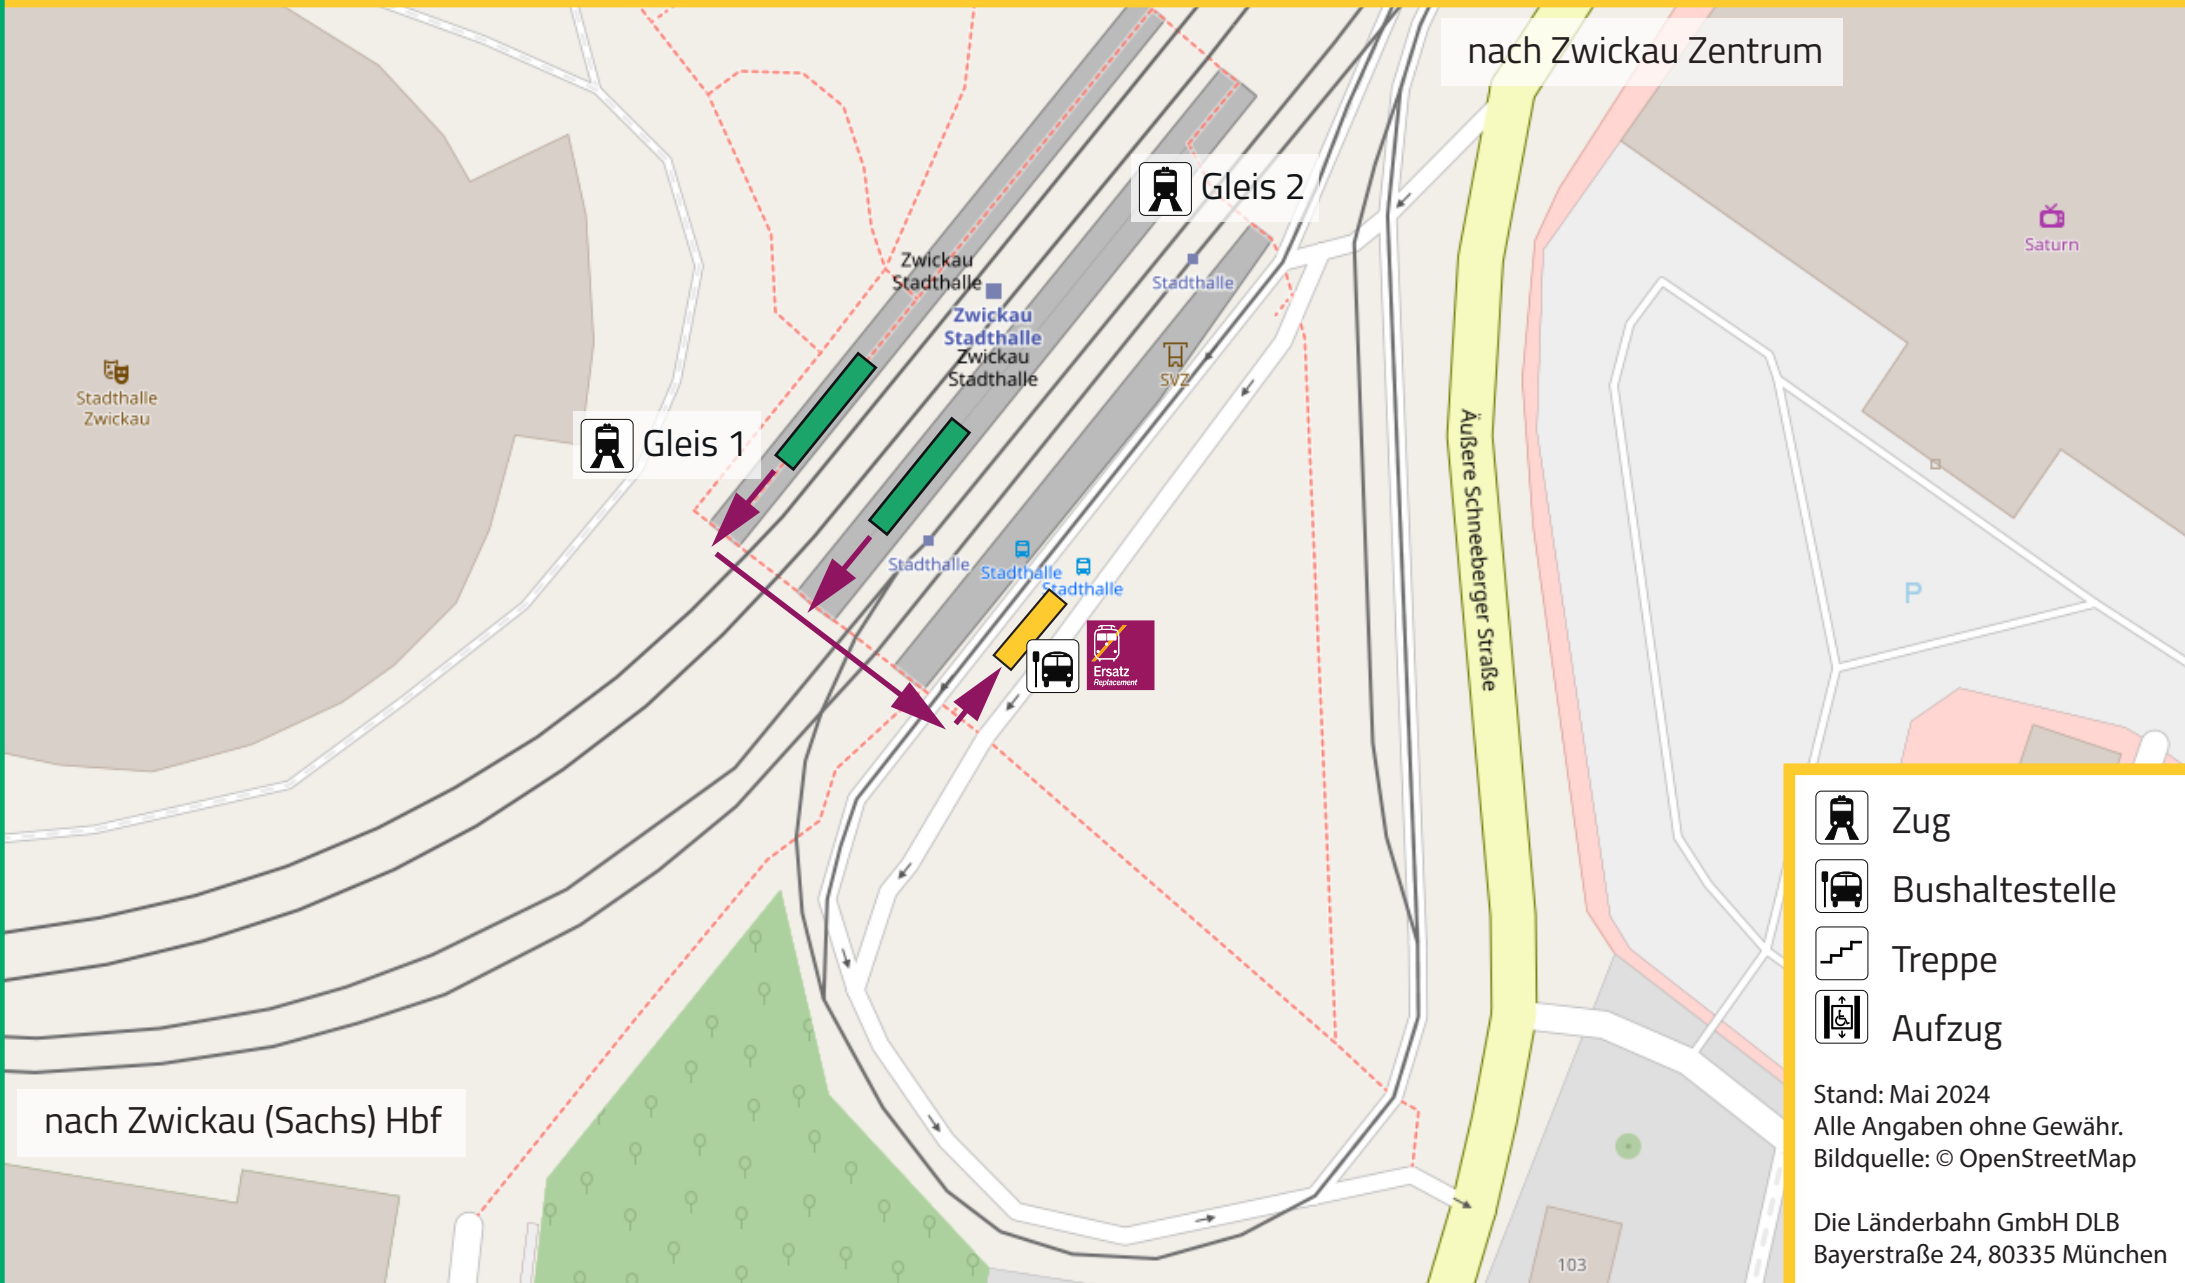 nach Zwickau Zentrum
Gleis 2
Saturn
Zwickau
Stadthalle
Stadthalle
Zwickau
Stadthalle
Zwickau
Stadthalle
SVZ
Stadthalle
Zwickau
Gleis 1
Äußere Schneeberger Straße
Stadthalle
Stadthalle
Stadthalle
P
Ersatz
Replacement
Zug
Bushaltestelle
Treppe
Aufzug
nach Zwickau (Sachs) Hbf
Stand: Mai 2024
Alle Angaben ohne Gewähr.
Bildquelle: © OpenStreetMap
Die Länderbahn GmbH DLB
Bayerstraße 24, 80335 München
103